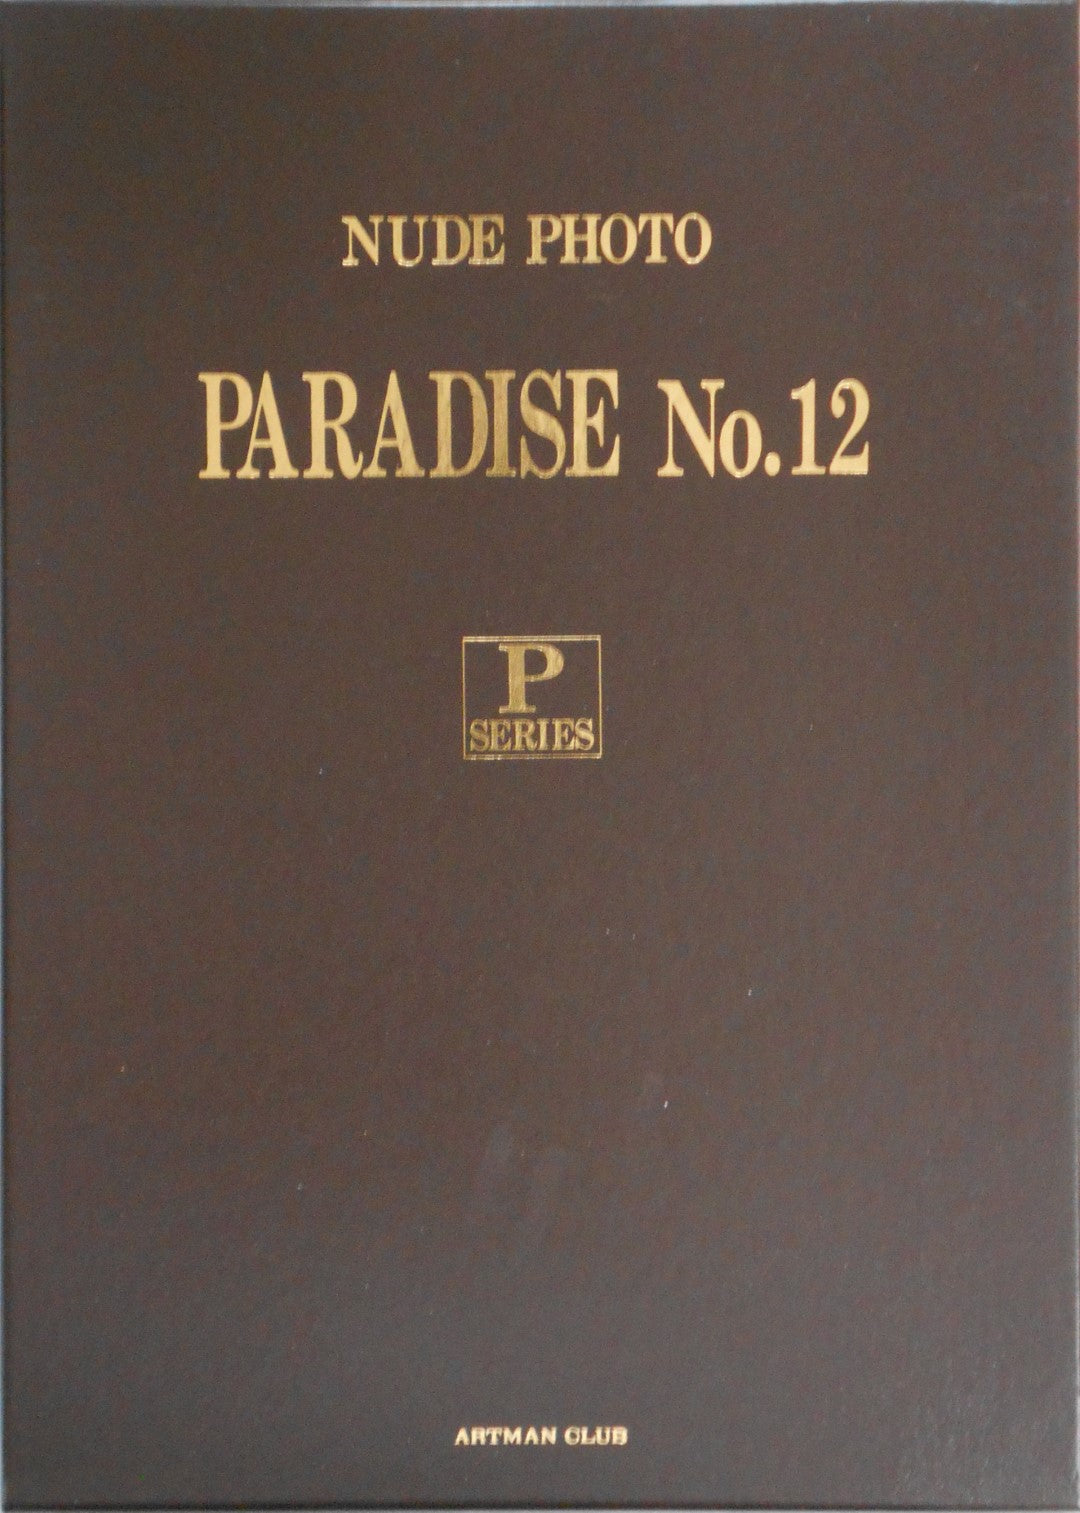 NUDE PHOTO
PARADISE No.12
P
SERIES
ARTMAN CLUB